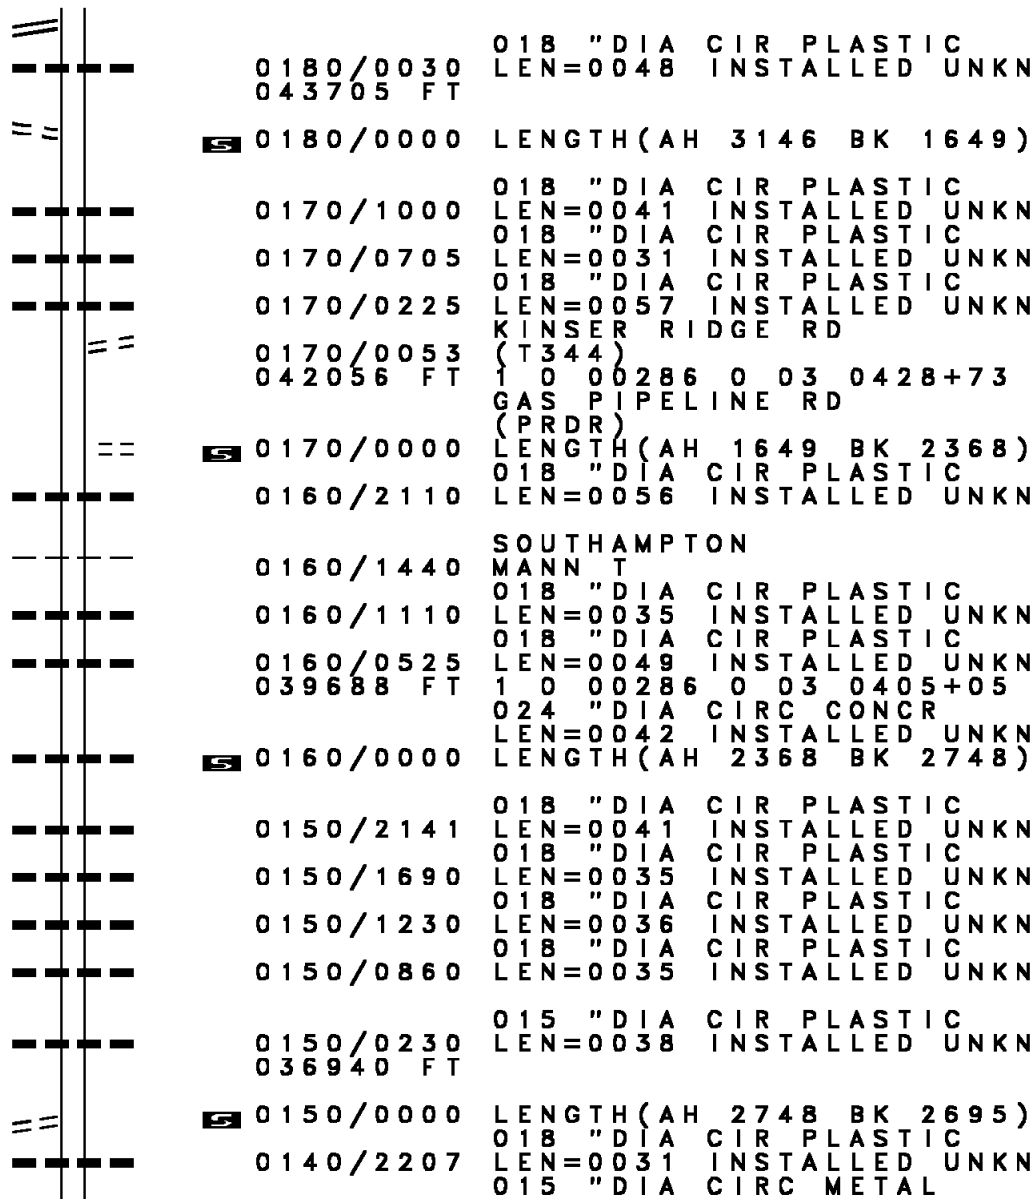 018 "DIA CIR PLASTIC
0180/0030 LEN=0048 INSTALLED UNKN
043705 FT
S 0180/0000 LENGTH(AH 3146 BK 1649)
018 "DIA CIR PLASTIC
0170/1000 LEN=0041 INSTALLED UNKN
018 "DIA CIR PLASTIC
0170/0705 LEN=0031 INSTALLED UNKN
018 "DIA CIR PLASTIC
0170/0225 LEN=0057 INSTALLED UNKN
KINSER RIDGE RD
0170/0053 (T344)
042056 FT 1 0 00286 0 03 0428+73
GAS PIPELINE RD
(PRDR)
S 0170/0000 LENGTH(AH 1649 BK 2368)
018 "DIA CIR PLASTIC
0160/2110 LEN=0056 INSTALLED UNKN
SOUTHAMPTON
0160/1440 MANN T
018 "DIA CIR PLASTIC
0160/1110 LEN=0035 INSTALLED UNKN
018 "DIA CIR PLASTIC
0160/0525 LEN=0049 INSTALLED UNKN
039688 FT 1 0 00286 0 03 0405+05
024 "DIA CIRC CONCR
LEN=0042 INSTALLED UNKN
S 0160/0000 LENGTH(AH 2368 BK 2748)
018 "DIA CIR PLASTIC
0150/2141 LEN=0041 INSTALLED UNKN
018 "DIA CIR PLASTIC
0150/1690 LEN=0035 INSTALLED UNKN
018 "DIA CIR PLASTIC
0150/1230 LEN=0036 INSTALLED UNKN
018 "DIA CIR PLASTIC
0150/0860 LEN=0035 INSTALLED UNKN
015 "DIA CIR PLASTIC
0150/0230 LEN=0038 INSTALLED UNKN
036940 FT
S 0150/0000 LENGTH(AH 2748 BK 2695)
018 "DIA CIR PLASTIC
0140/2207 LEN=0031 INSTALLED UNKN
015 "DIA CIRC METAL